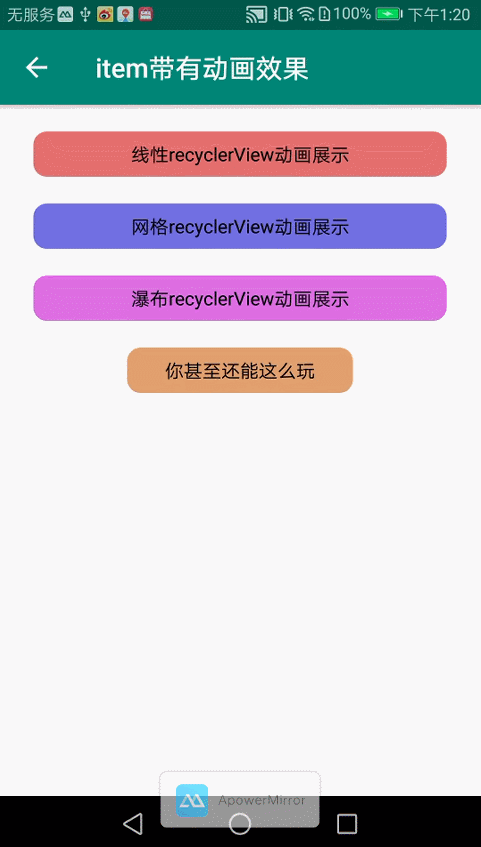 无服务 100% 下午1:20
item带有动画效果
线性recyclerView动画展示
网格recyclerView动画展示
瀑布recyclerView动画展示
你甚至还能这么玩
ApowerMirror